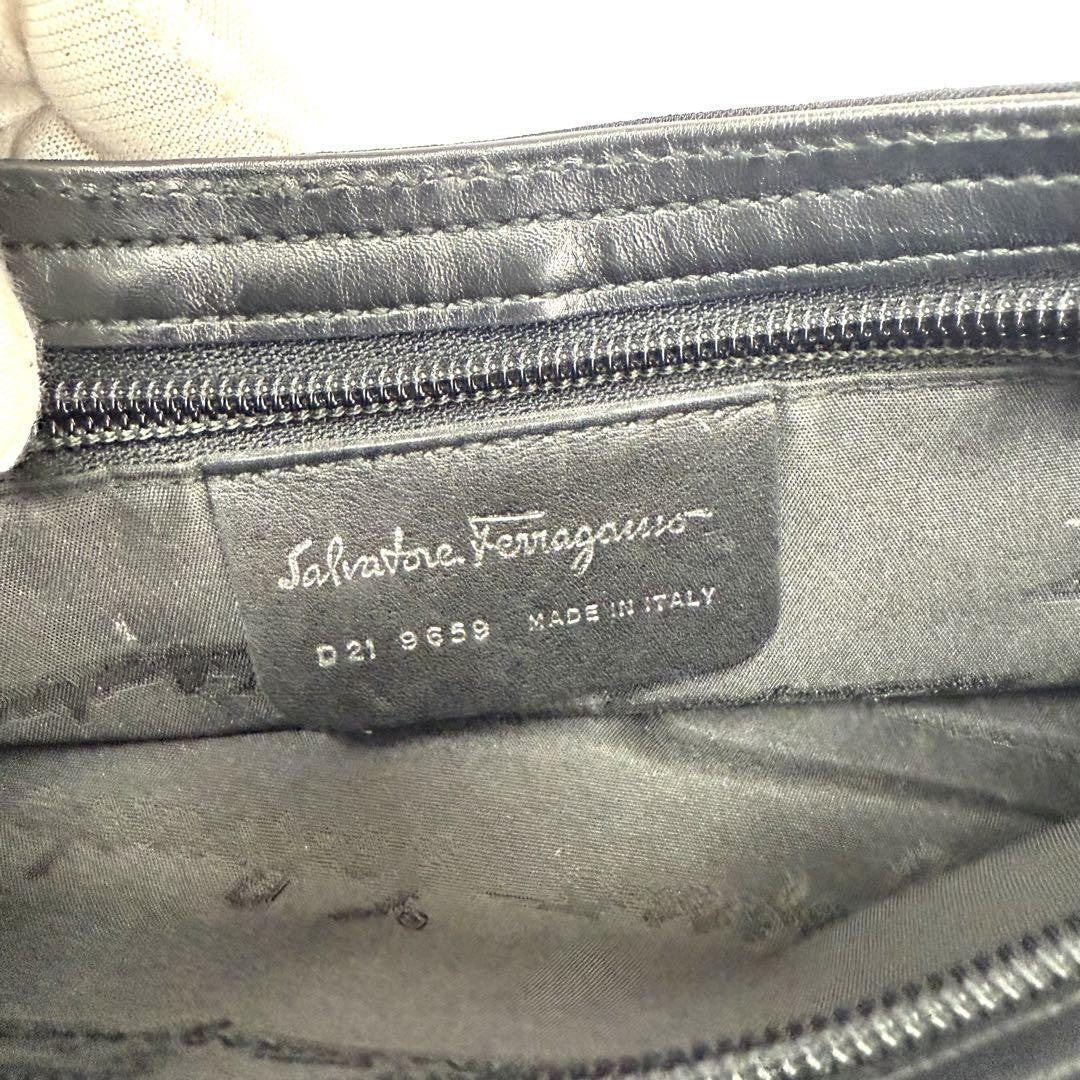 Salvatore Ferragamo
D21 9659 MADE IN ITALY